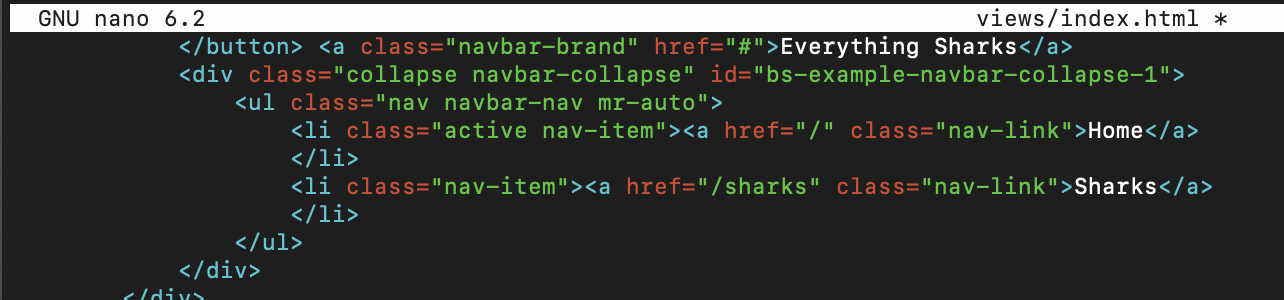 GNU nano 6.2 views/index.html *
</button> <a class="navbar-brand" href="#">Everything Sharks</a>
<div class="collapse navbar-collapse" id="bs-example-navbar-collapse-1">
<ul class="nav navbar-nav mr-auto">
<li class="active nav-item"><a href="/" class="nav-link">Home</a>
</li>
<li class="nav-item"><a href="/sharks" class="nav-link">Sharks</a>
</li>
</ul>
</div>
</div>